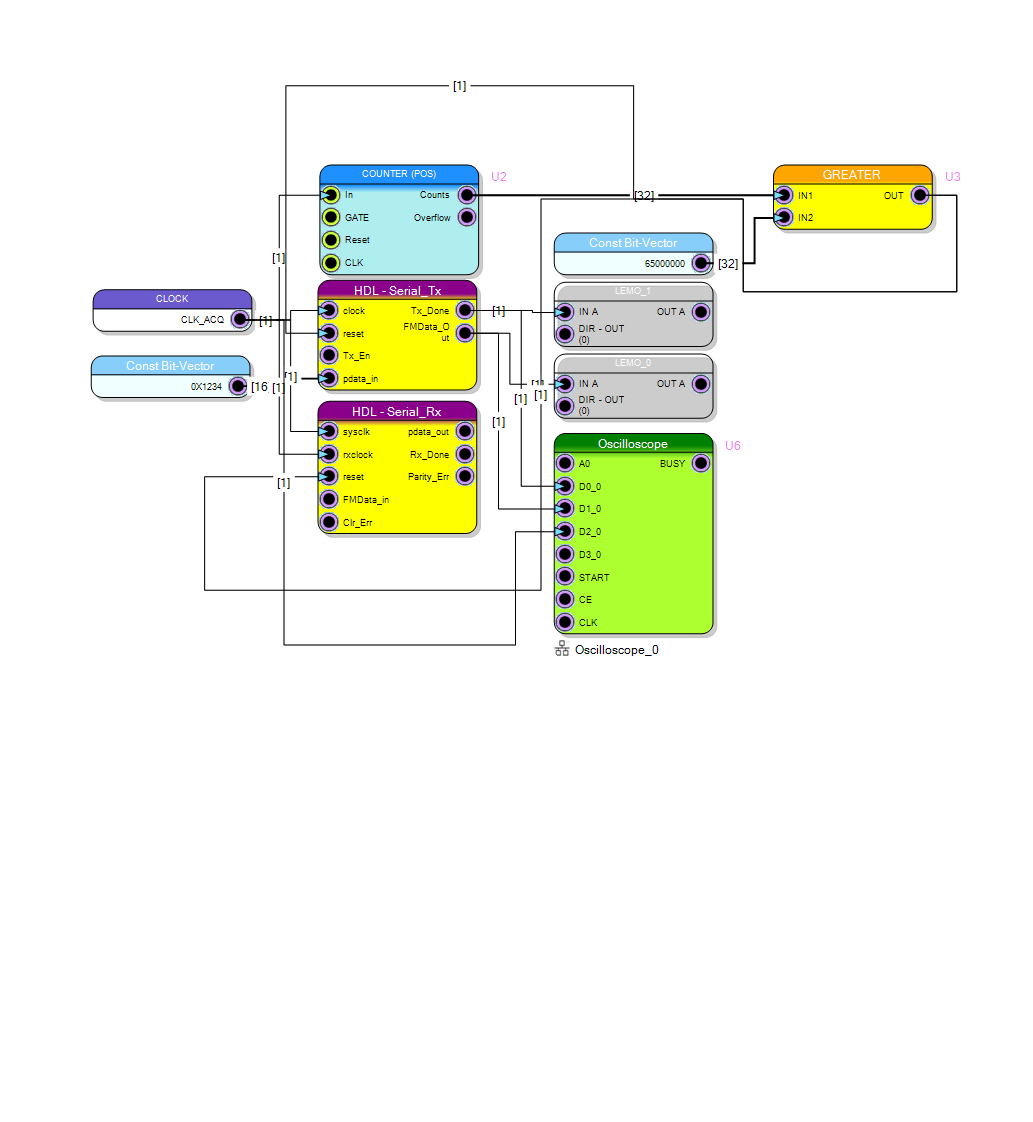 [1]
COUNTER (POS)
U2
In
Counts
GATE
Overflow
Reset
CLK
[32]
GREATER
U3
IN1
OUT
IN2
Const Bit-Vector
65000000
[32]
[1]
CLOCK
CLK_ACQ
[1]
HDL - Serial_Tx
clock
Tx_Done
reset
FMData_O
ut
Tx_En
pdata_in
[1]
LEMO_1
IN A
OUT A
DIR - OUT
(0)
Const Bit-Vector
0X1234
[16
[1]
[1]
LEMO_0
IN A
OUT A
DIR - OUT
(0)
[1]
[1]
[1]
[1]
HDL - Serial_Rx
sysclk
pdata_out
rxclock
Rx_Done
reset
Parity_Err
FMData_in
Clr_Err
[1]
Oscilloscope
U6
A0
BUSY
D0_0
D1_0
D2_0
D3_0
START
CE
CLK
Oscilloscope_0